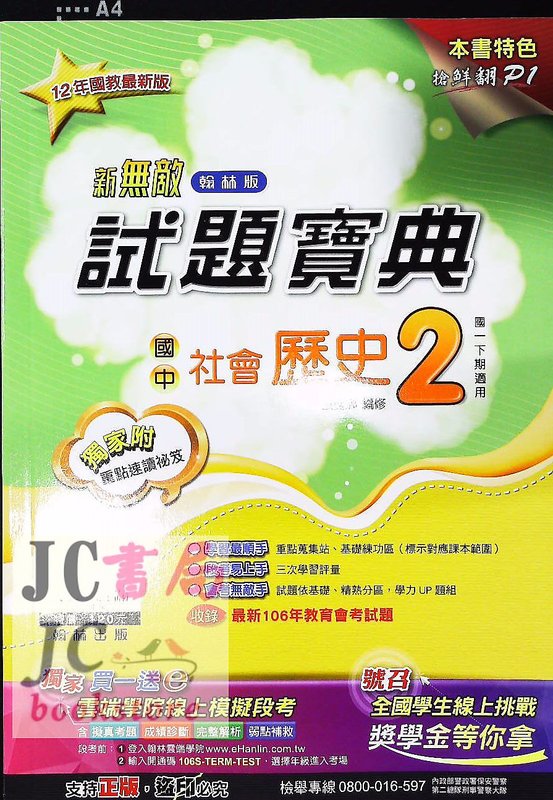 A4
本書特色
搶鮮翻P1
12年國教最新版
新無敵 翰林版
試題寶典
國中 社會 歷史 2
國一下期適用
編修
獨家附
重點速讀祕笈
學習最順手 重點蒐集站、基礎練功區(標示對應課本範圍)
易上手 三次學習評量
無敵手 試題依基礎、精熟分區,學力UP題組
收錄 最新106年教育會考試題
JC書局
120元
翰林出版
JC
獨家 買一送e
雲端學院線上模擬段考
含 擬真考題 成績診斷 完整解析 弱點補救
段考前: 1 登入翰林雲端學院www.eHanlin.com.tw
2 輸入開通碼 106S-TERM-TEST,選擇年級進入考場
號召
全國學生線上挑戰
獎學金等你拿
支持正版,盜印必究
檢舉專線 0800-016-597
內政部警政署保安警察
第二總隊刑事警察大隊